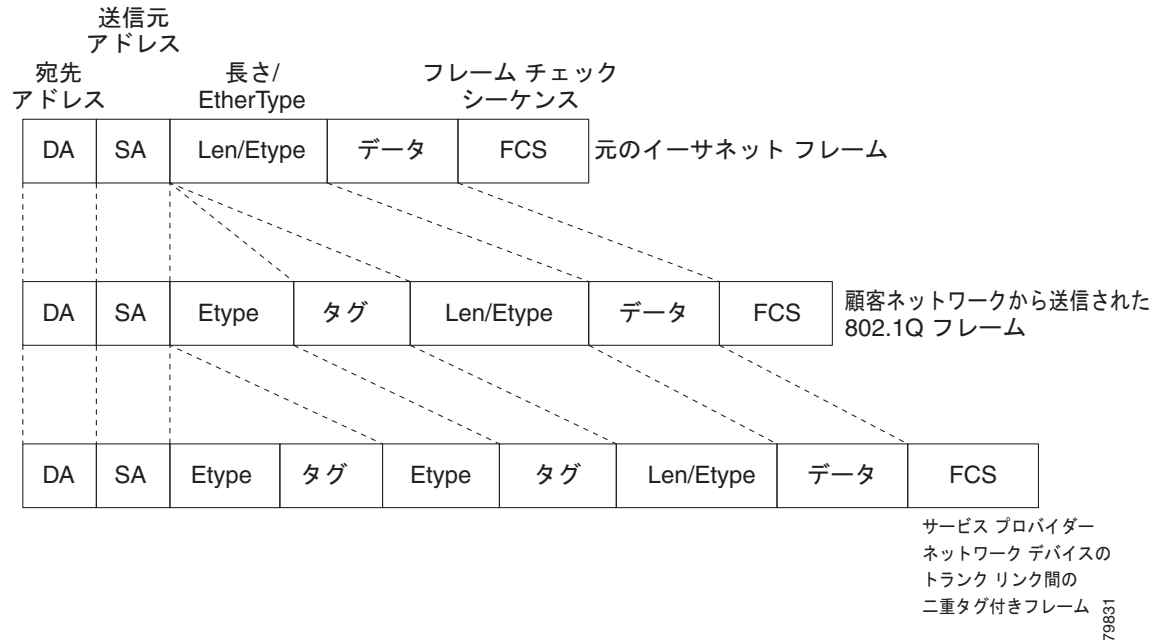 送信元
アドレス
宛先
アドレス
長さ/
EtherType
フレーム チェック
シーケンス
DA SA Len/Etype データ FCS 元のイーサネット フレーム
DA SA Etype タグ Len/Etype データ FCS 顧客ネットワークから送信された
802.1Q フレーム
DA SA Etype タグ Etype タグ Len/Etype データ FCS
サービス プロバイダー
ネットワーク デバイスの
トランク リンク間の
二重タグ付きフレーム
79831